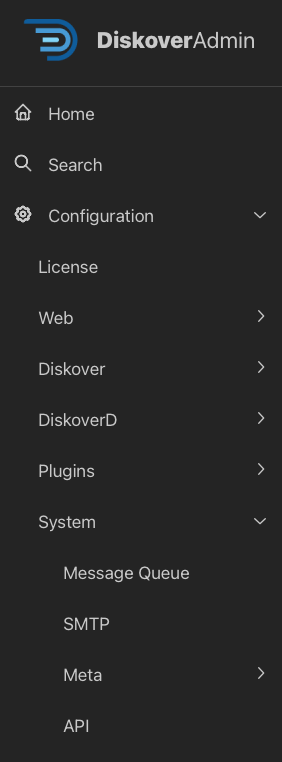 DiskoverAdmin
Home
Search
Configuration
License
Web
Diskover
DiskoverD
Plugins
System
Message Queue
SMTP
Meta
API